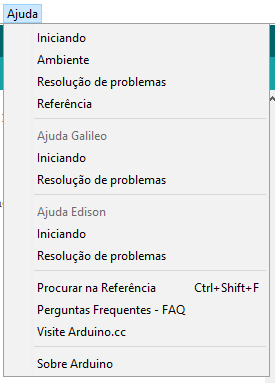 Ajuda
Iniciando
Ambiente
Resolução de problemas
Referência
Ajuda Galileo
Iniciando
Resolução de problemas
Ajuda Edison
Iniciando
Resolução de problemas
Procurar na Referência Ctrl+Shift+F
Perguntas Frequentes - FAQ
Visite Arduino.cc
Sobre Arduino